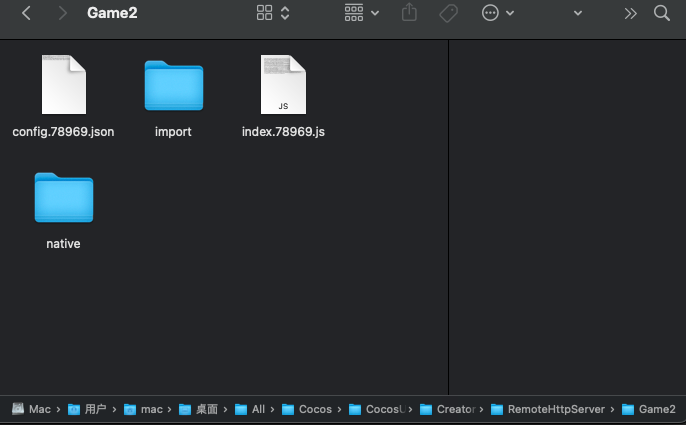 Game2
config.78969.json
import
JS
index.78969.js
native
Mac › 用户 › mac › 桌面 › All › Cocos › CocosU › Creator › RemoteHttpServer › Game2